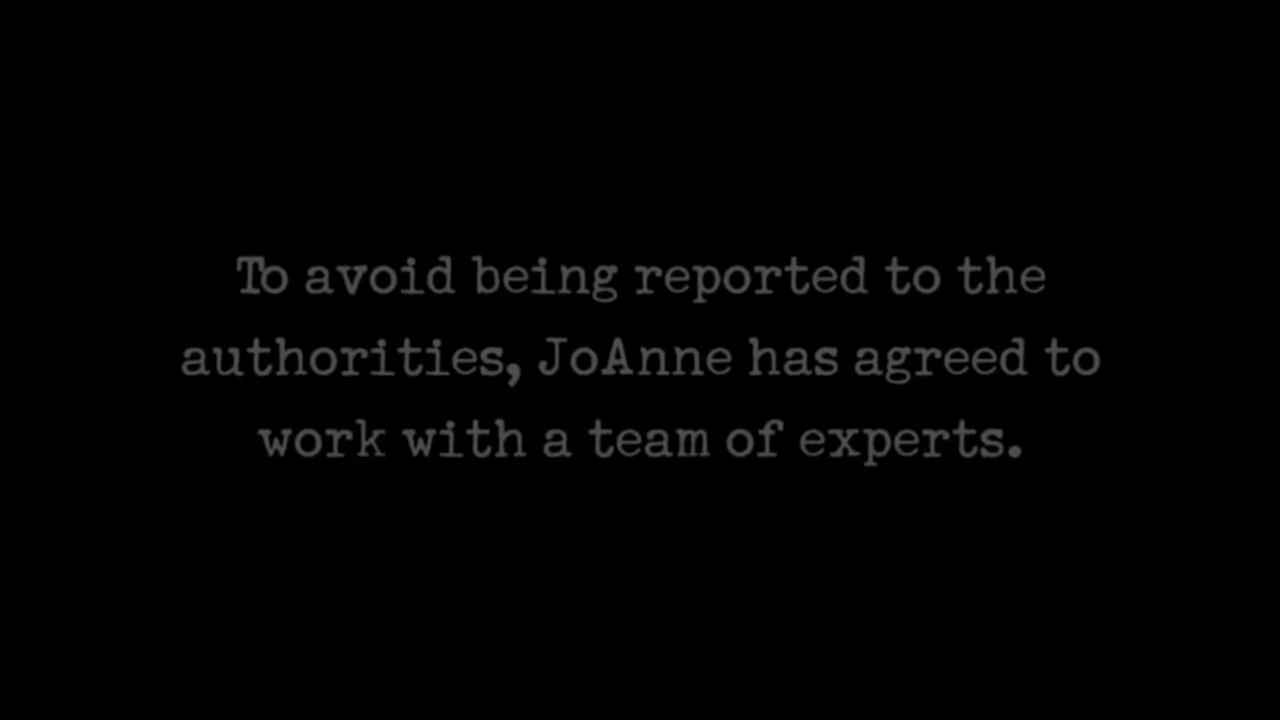 To avoid being reported to the
authorities, JoAnne has agreed to
work with a team of experts.